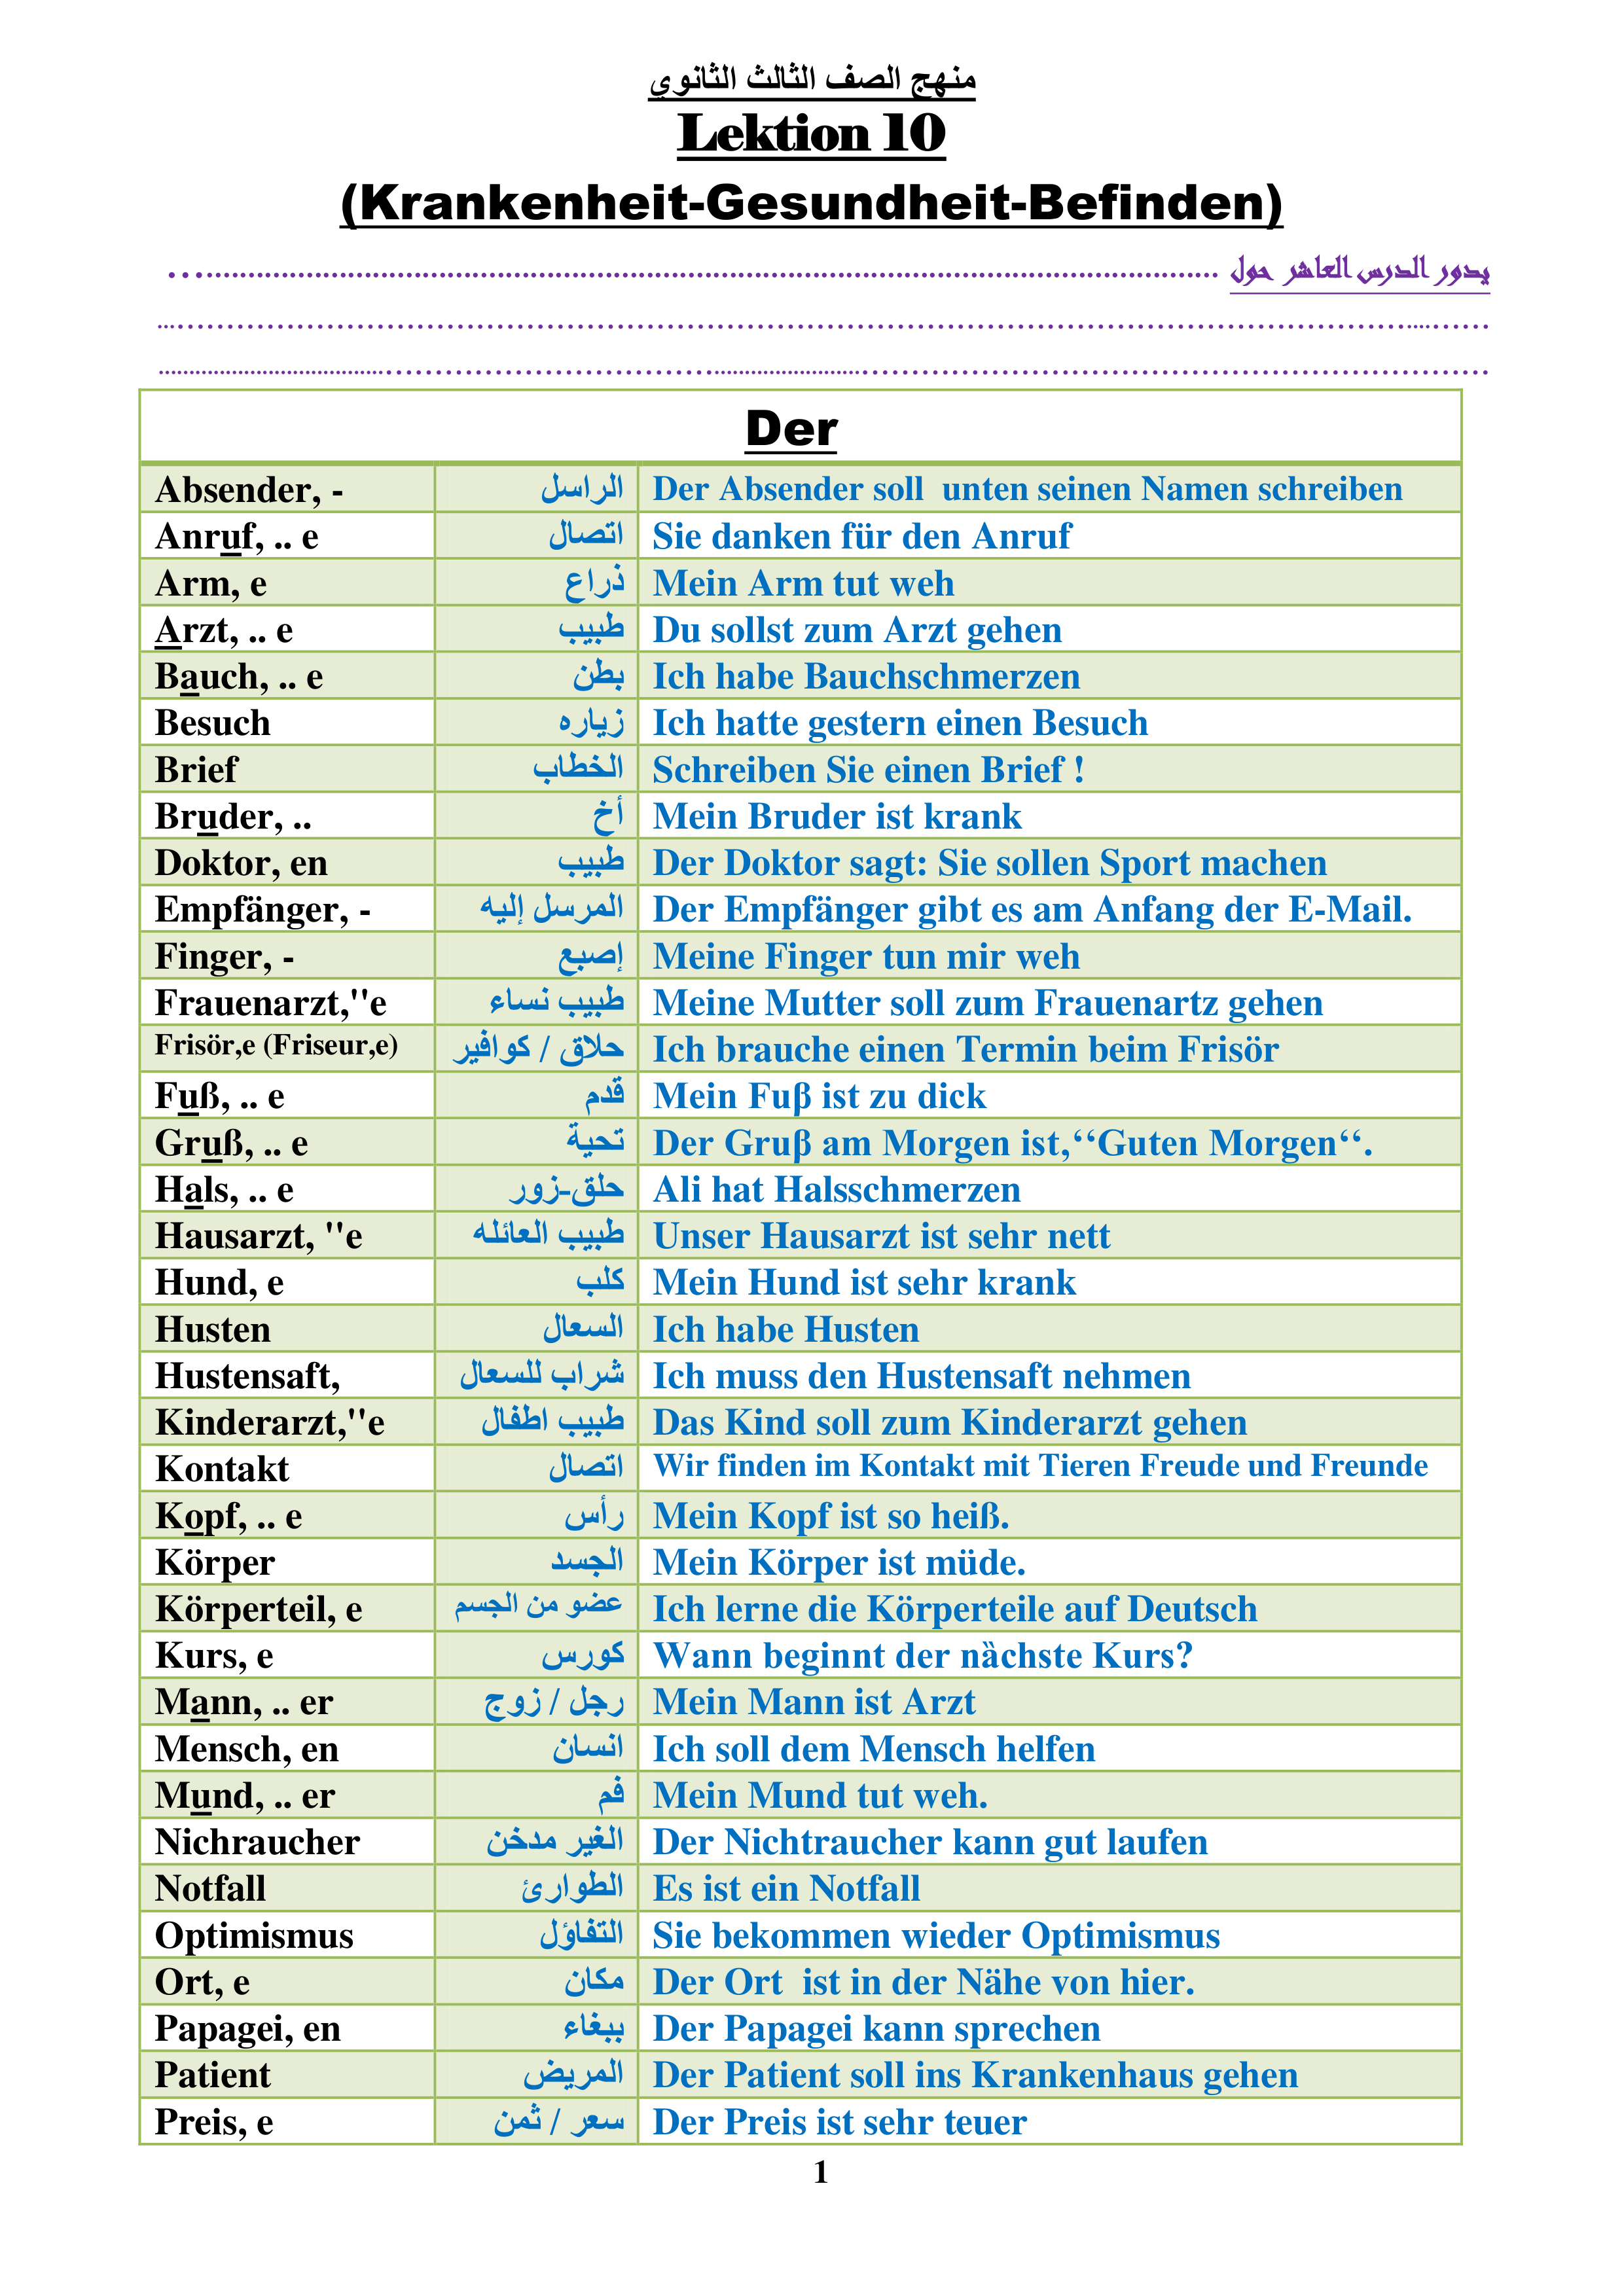 منهج الصف الثالث الثانوي
Lektion 10
(Krankenheit-Gesundheit-Befinden)
يدور الدرس العاشر حول ................................................................
................................................................................
................................................................................
Der
Absender, - الراسل Der Absender soll unten seinen Namen schreiben
Anruf, .. e اتصال Sie danken für den Anruf
Arm, e ذراع Mein Arm tut weh
Arzt, .. e طبيب Du sollst zum Arzt gehen
Bauch, .. e بطن Ich habe Bauchschmerzen
Besuch زياره Ich hatte gestern einen Besuch
Brief الخطاب Schreiben Sie einen Brief !
Bruder, .. أخ Mein Bruder ist krank
Doktor, en طبيب Der Doktor sagt: Sie sollen Sport machen
Empfänger, - المرسل إليه Der Empfänger gibt es am Anfang der E-Mail.
Finger, - إصبع Meine Finger tun mir weh
Frauenarzt,"e طبيب نساء Meine Mutter soll zum Frauenartz gehen
Frisör,e (Friseur,e) حلاق / كوافير Ich brauche einen Termin beim Frisör
Fuß, .. e قدم Mein Fuβ ist zu dick
Gruß, .. e تحية Der Gruβ am Morgen ist,‘‘Guten Morgen‘‘.
Hals, .. e حلق-زور Ali hat Halsschmerzen
Hausarzt, "e طبيب العائله Unser Hausarzt ist sehr nett
Hund, e كلب Mein Hund ist sehr krank
Husten السعال Ich habe Husten
Hustensaft, شراب للسعال Ich muss den Hustensaft nehmen
Kinderarzt,"e طبيب اطفال Das Kind soll zum Kinderarzt gehen
Kontakt اتصال Wir finden im Kontakt mit Tieren Freude und Freunde
Kopf, .. e رأس Mein Kopf ist so heiß.
Körper الجسد Mein Körper ist müde.
Körperteil, e عضو من الجسم Ich lerne die Körperteile auf Deutsch
Kurs, e كورس Wann beginnt der nȁchste Kurs?
Mann, .. er رجل / زوج Mein Mann ist Arzt
Mensch, en انسان Ich soll dem Mensch helfen
Mund, .. er فم Mein Mund tut weh.
Nichraucher الغير مدخن Der Nichtraucher kann gut laufen
Notfall الطوارئ Es ist ein Notfall
Optimismus التفاؤل Sie bekommen wieder Optimismus
Ort, e مكان Der Ort ist in der Nähe von hier.
Papagei, en ببغاء Der Papagei kann sprechen
Patient المريض Der Patient soll ins Krankenhaus gehen
Preis, e سعر / ثمن Der Preis ist sehr teuer
1